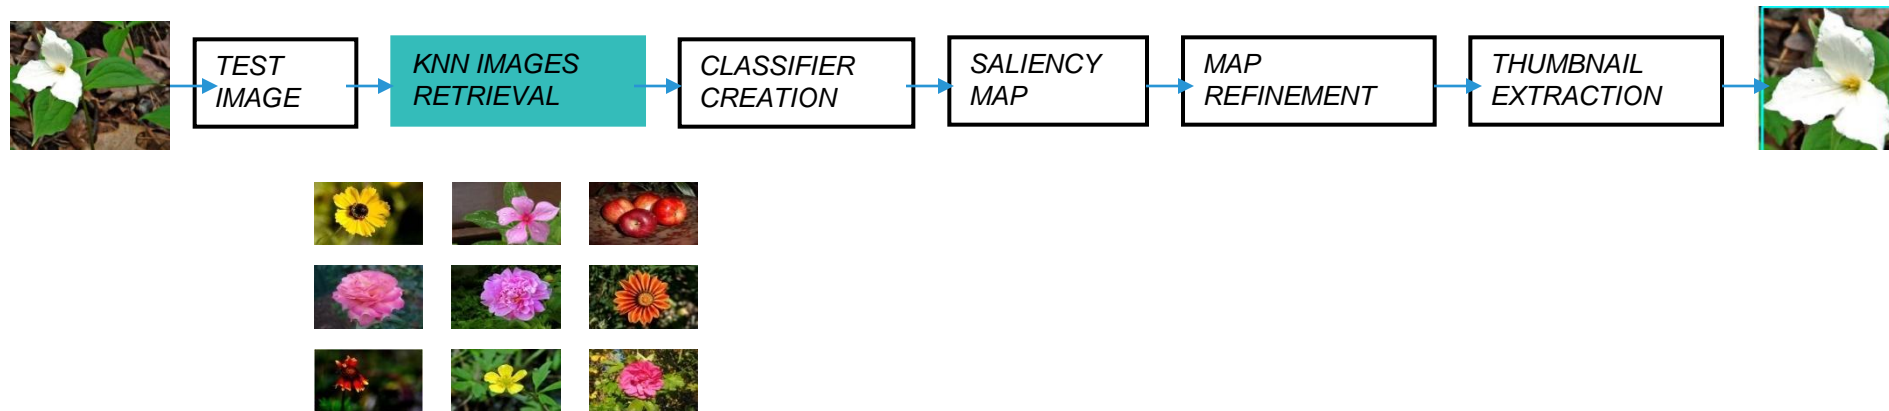 TEST
IMAGE
KNN IMAGES
RETRIEVAL
CLASSIFIER
CREATION
SALIENCY
MAP
MAP
REFINEMENT
THUMBNAIL
EXTRACTION